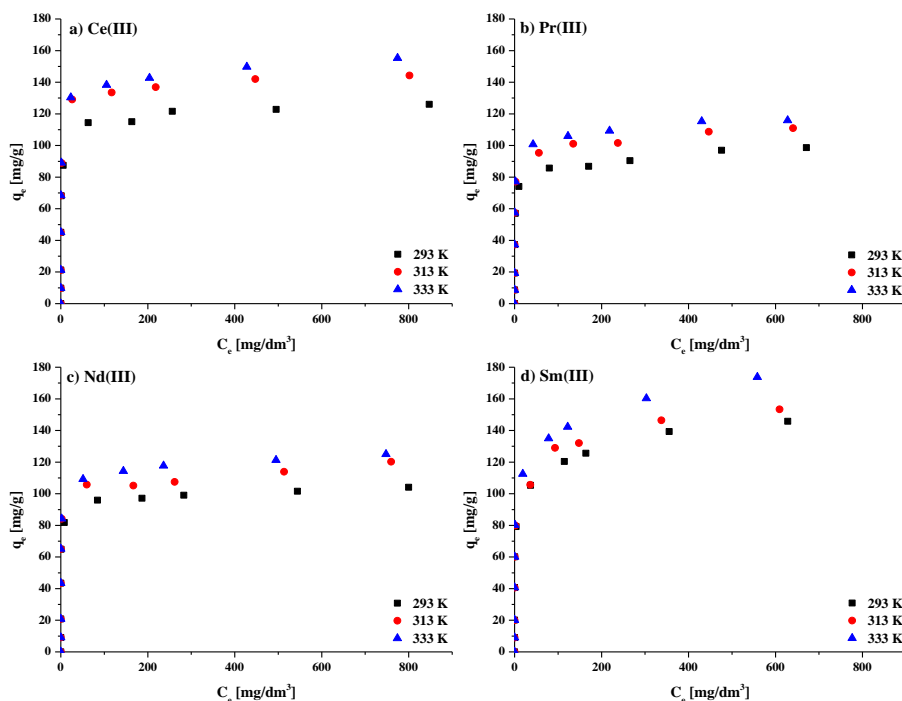 a) Ce(III)
q_e [mg/g]
180
160
140
120
100
80
60
40
20
0
0 200 400 600 800
C_e [mg/dm³]
293 K
313 K
333 K
b) Pr(III)
q_e [mg/g]
180
160
140
120
100
80
60
40
20
0
0 200 400 600 800
C_e [mg/dm³]
293 K
313 K
333 K
c) Nd(III)
q_e [mg/g]
180
160
140
120
100
80
60
40
20
0
0 200 400 600 800
C_e [mg/dm³]
293 K
313 K
333 K
d) Sm(III)
q_e [mg/g]
180
160
140
120
100
80
60
40
20
0
0 200 400 600 800
C_e [mg/dm³]
293 K
313 K
333 K